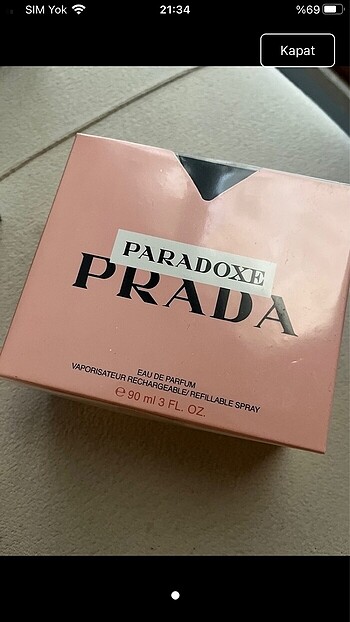 SIM Yok
21:34
%69
Kapat
PARADOXE
PRADA
EAU DE PARFUM
VAPORISATEUR RECHARGEABLE/ REFILLABLE SPRAY
℮ 90 ml 3 FL. OZ.